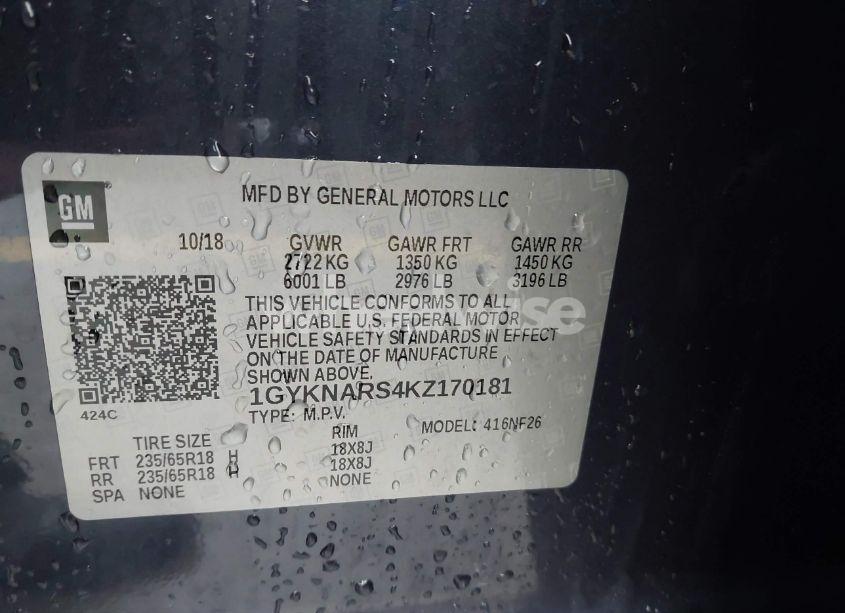 GM
MFD BY GENERAL MOTORS LLC
10/18 GVWR GAWR FRT GAWR RR
2722 KG 1350 KG 1450 KG
6001 LB 2976 LB 3196 LB
THIS VEHICLE CONFORMS TO ALL
APPLICABLE U.S. FEDERAL MOTOR
VEHICLE SAFETY STANDARDS IN EFFECT
ON THE DATE OF MANUFACTURE
SHOWN ABOVE.
1GYKNARS4KZ170181
424C TYPE: M.P.V. MODEL: 416NF26
TIRE SIZE RIM
FRT 235/65R18 H 18X8J
RR 235/65R18 H 18X8J
SPA NONE NONE